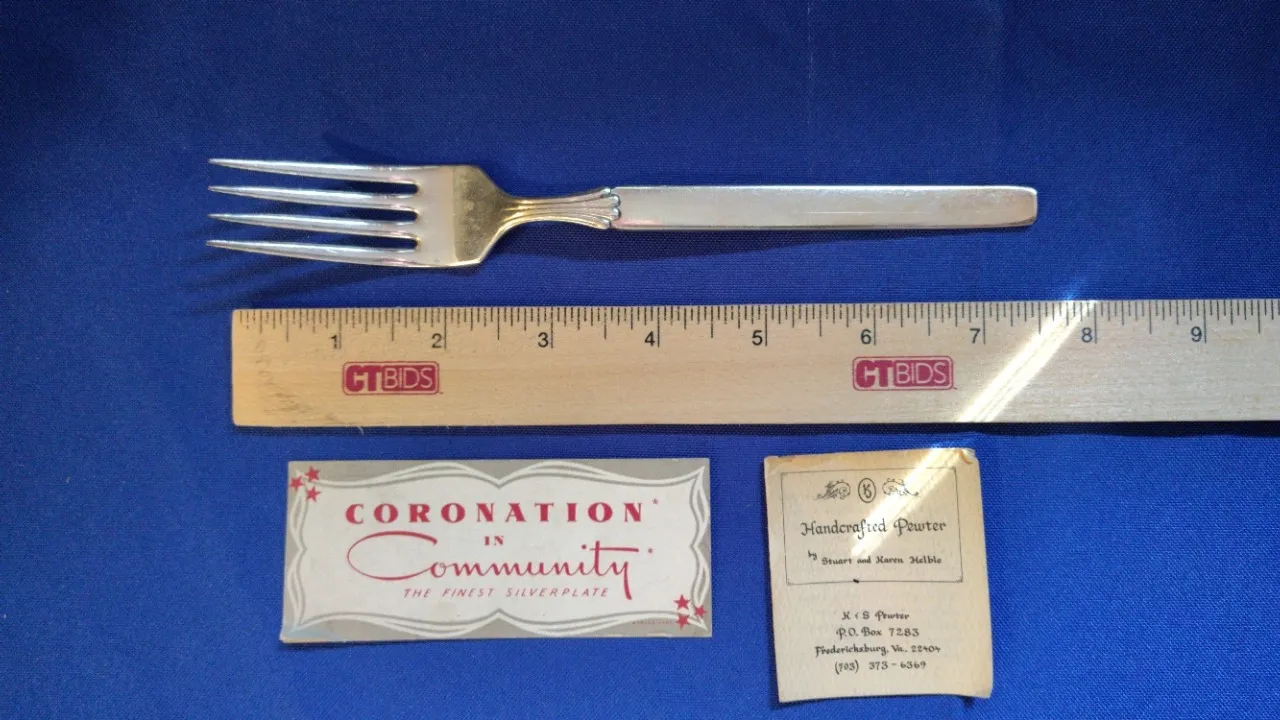 1 2 3 4 5 6 7 8 9
CTBIDS CTBIDS
CORONATION*
IN
Community*
THE FINEST SILVERPLATE
KS
Handcrafted Pewter
by Stuart and Karen Helble
K & S Pewter
P.O. Box 7283
Fredericksburg, Va. 22404
(703) 373-6369